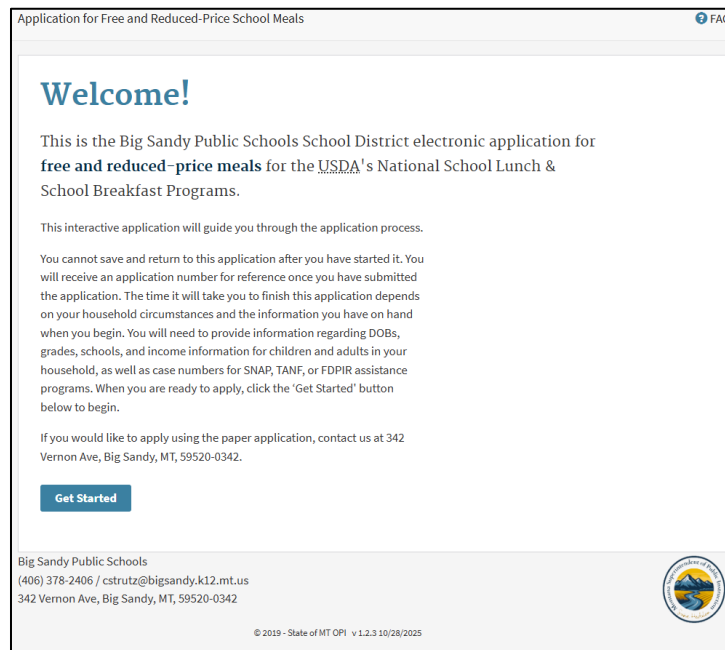 Application for Free and Reduced-Price School Meals
? FAQ
Welcome!
This is the Big Sandy Public Schools School District electronic application for
free and reduced-price meals for the USDA's National School Lunch &
School Breakfast Programs.
This interactive application will guide you through the application process.
You cannot save and return to this application after you have started it. You
will receive an application number for reference once you have submitted
the application. The time it will take you to finish this application depends
on your household circumstances and the information you have on hand
when you begin. You will need to provide information regarding DOBs,
grades, schools, and income information for children and adults in your
household, as well as case numbers for SNAP, TANF, or FDPIR assistance
programs. When you are ready to apply, click the ‘Get Started’ button
below to begin.
If you would like to apply using the paper application, contact us at 342
Vernon Ave, Big Sandy, MT, 59520-0342.
Get Started
Big Sandy Public Schools
(406) 378-2406 / cstrutz@bigsandy.k12.mt.us
342 Vernon Ave, Big Sandy, MT, 59520-0342
Montana Superintendent of Public Instruction
© 2019 - State of MT OPI v 1.2.3 10/28/2025